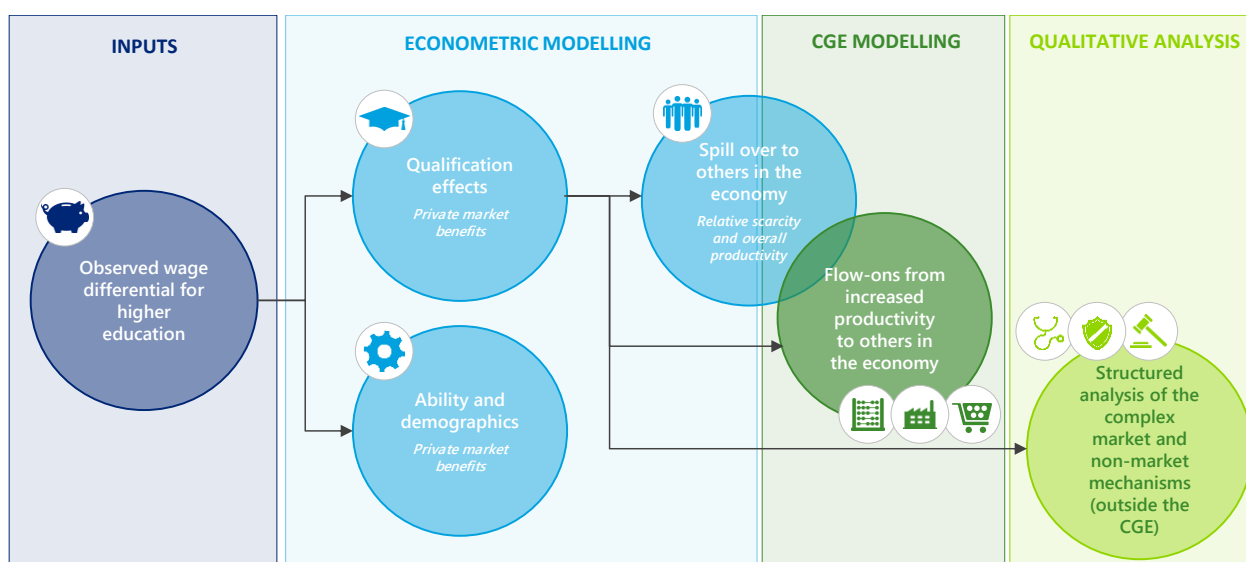 INPUTS
ECONOMETRIC MODELLING
CGE MODELLING
QUALITATIVE ANALYSIS
Observed wage
differential for
higher
education
Qualification
effects
Private market
benefits
Ability and
demographics
Private market
benefits
Spill over to
others in the
economy
Relative scarcity
and overall
productivity
Flow-ons from
increased
productivity
to others in
the economy
Structured
analysis of the
complex
market and
non-market
mechanisms
(outside the
CGE)